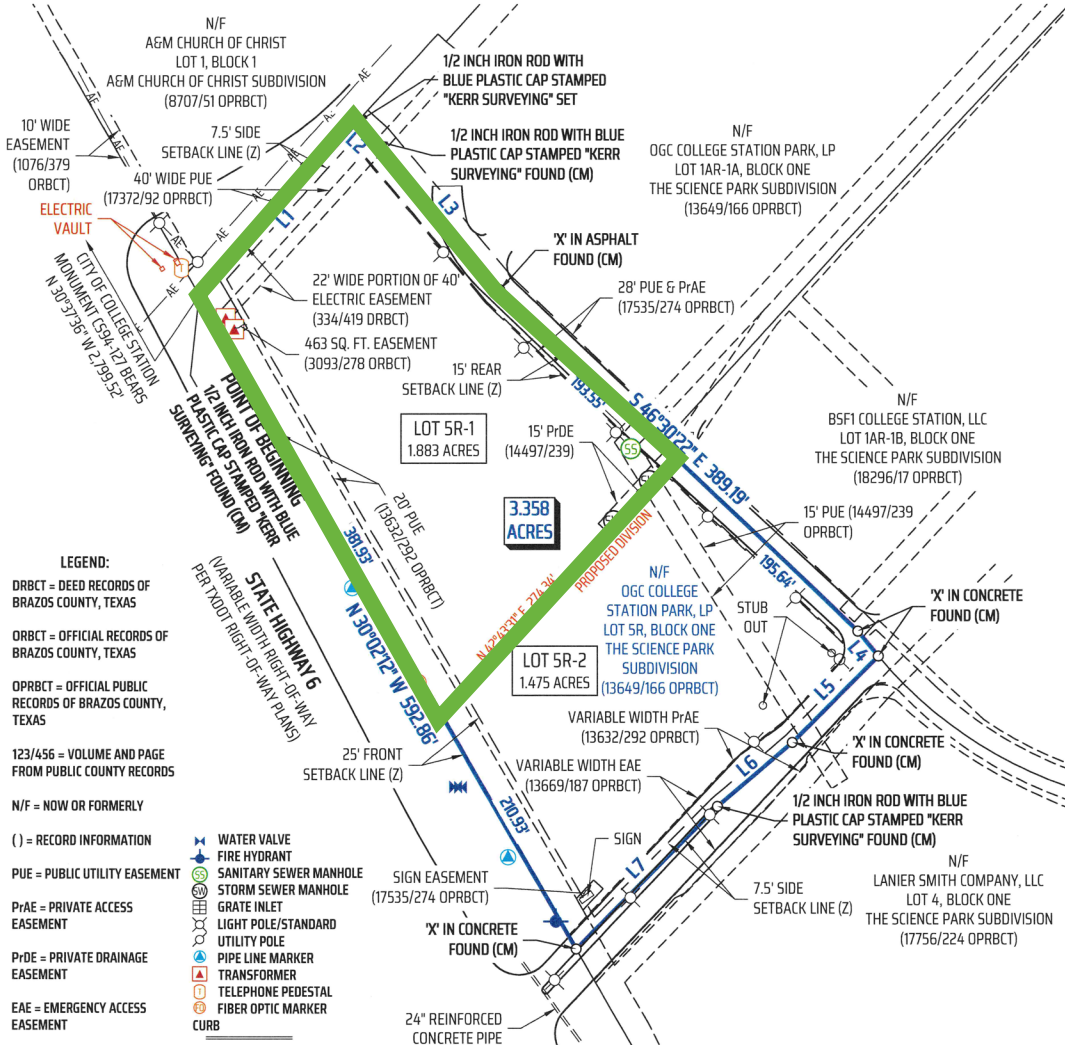 N/F
A&M CHURCH OF CHRIST
LOT 1, BLOCK 1
A&M CHURCH OF CHRIST SUBDIVISION
(8707/51 OPRBCT)
1/2 INCH IRON ROD WITH
BLUE PLASTIC CAP STAMPED
"KERR SURVEYING" SET
1/2 INCH IRON ROD WITH BLUE
PLASTIC CAP STAMPED "KERR
SURVEYING" FOUND (CM)
N/F
OGC COLLEGE STATION PARK, LP
LOT 1AR-1A, BLOCK ONE
THE SCIENCE PARK SUBDIVISION
(13649/166 OPRBCT)
10' WIDE
EASEMENT
(1076/379
ORBCT)
7.5' SIDE
SETBACK LINE (Z)
40' WIDE PUE
(17372/92 OPRBCT)
ELECTRIC
VAULT
AE
AE
AE
AE
AE
AE
AE
AE
L1
L2
L3
T
CITY OF COLLEGE STATION
MONUMENT CS94-127 BEARS
N 30°37'36" W 2,799.52'
'X' IN ASPHALT
FOUND (CM)
22' WIDE PORTION OF 40'
ELECTRIC EASEMENT
(334/419 DRBCT)
463 SQ. FT. EASEMENT
(3093/278 ORBCT)
28' PUE & PrAE
(17535/274 OPRBCT)
15' REAR
SETBACK LINE (Z)
193.55'
S 46°30'22" E 389.19'
POINT OF BEGINNING
1/2 INCH IRON ROD WITH BLUE
PLASTIC CAP STAMPED "KERR
SURVEYING" FOUND (CM)
LOT 5R-1
1.883 ACRES
15' PrDE
(14497/239)
SS
SW
SW
N/F
BSF1 COLLEGE STATION, LLC
LOT 1AR-1B, BLOCK ONE
THE SCIENCE PARK SUBDIVISION
(18296/17 OPRBCT)
20' PUE
(13632/292 OPRBCT)
3.358
ACRES
15' PUE (14497/239
OPRBCT)
381.93'
N 30°02'12" W 592.86'
N 42°43'31" E 274.34'
PROPOSED DIVISION
195.64'
STATE HIGHWAY 6
(VARIABLE WIDTH RIGHT-OF-WAY
PER TXDOT RIGHT-OF-WAY PLANS)
N/F
OGC COLLEGE
STATION PARK, LP
LOT 5R, BLOCK ONE
THE SCIENCE PARK
SUBDIVISION
(13649/166 OPRBCT)
STUB
OUT
'X' IN CONCRETE
FOUND (CM)
L4
L5
L6
L7
LOT 5R-2
1.475 ACRES
25' FRONT
SETBACK LINE (Z)
VARIABLE WIDTH PrAE
(13632/292 OPRBCT)
VARIABLE WIDTH EAE
(13669/187 OPRBCT)
'X' IN CONCRETE
FOUND (CM)
1/2 INCH IRON ROD WITH BLUE
PLASTIC CAP STAMPED "KERR
SURVEYING" FOUND (CM)
210.93'
SIGN
SIGN EASEMENT
(17535/274 OPRBCT)
7.5' SIDE
SETBACK LINE (Z)
N/F
LANIER SMITH COMPANY, LLC
LOT 4, BLOCK ONE
THE SCIENCE PARK SUBDIVISION
(17756/224 OPRBCT)
'X' IN CONCRETE
FOUND (CM)
24" REINFORCED
CONCRETE PIPE
LEGEND:
DRBCT = DEED RECORDS OF
BRAZOS COUNTY, TEXAS
ORBCT = OFFICIAL RECORDS OF
BRAZOS COUNTY, TEXAS
OPRBCT = OFFICIAL PUBLIC
RECORDS OF BRAZOS COUNTY,
TEXAS
123/456 = VOLUME AND PAGE
FROM PUBLIC COUNTY RECORDS
N/F = NOW OR FORMERLY
( ) = RECORD INFORMATION
PUE = PUBLIC UTILITY EASEMENT
PrAE = PRIVATE ACCESS
EASEMENT
PrDE = PRIVATE DRAINAGE
EASEMENT
EAE = EMERGENCY ACCESS
EASEMENT
WATER VALVE
FIRE HYDRANT
SS SANITARY SEWER MANHOLE
SW STORM SEWER MANHOLE
GRATE INLET
LIGHT POLE/STANDARD
UTILITY POLE
PIPE LINE MARKER
TRANSFORMER
T TELEPHONE PEDESTAL
FO FIBER OPTIC MARKER
CURB